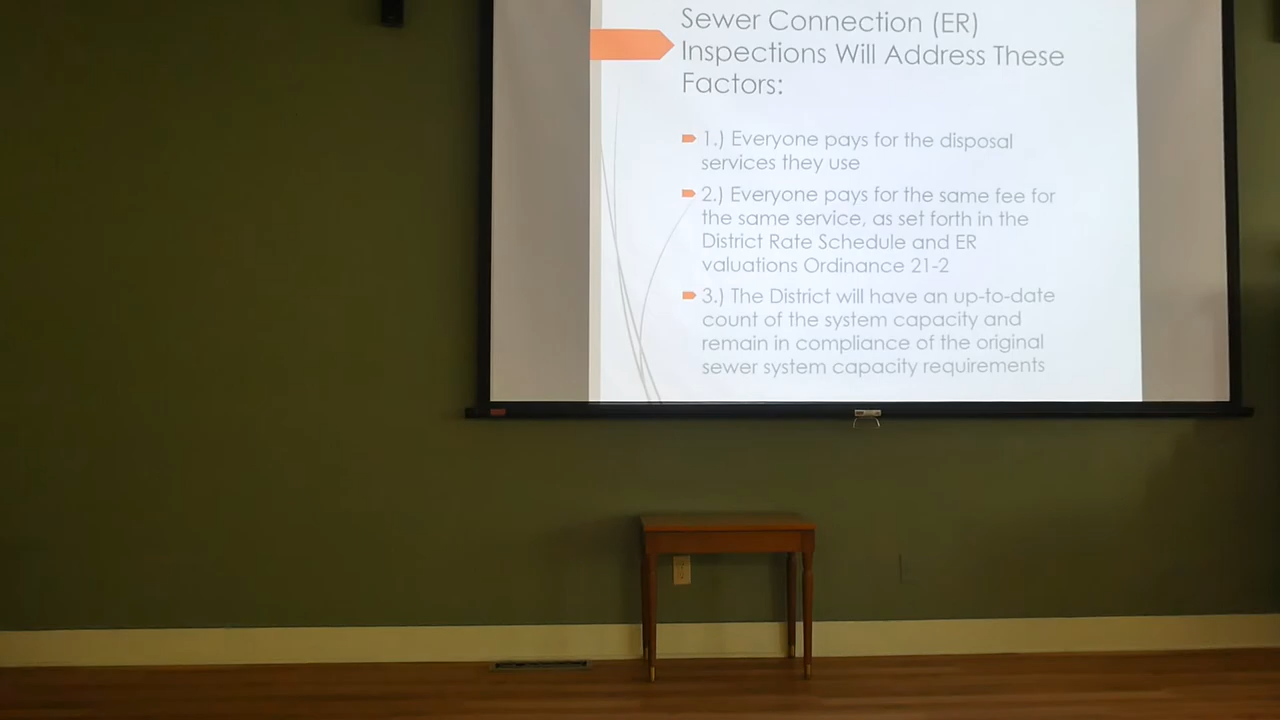 Sewer Connection (ER)
Inspections Will Address These
Factors:
1.) Everyone pays for the disposal
services they use
2.) Everyone pays for the same fee for
the same service, as set forth in the
District Rate Schedule and ER
valuations Ordinance 21-2
3.) The District will have an up-to-date
count of the system capacity and
remain in compliance of the original
sewer system capacity requirements